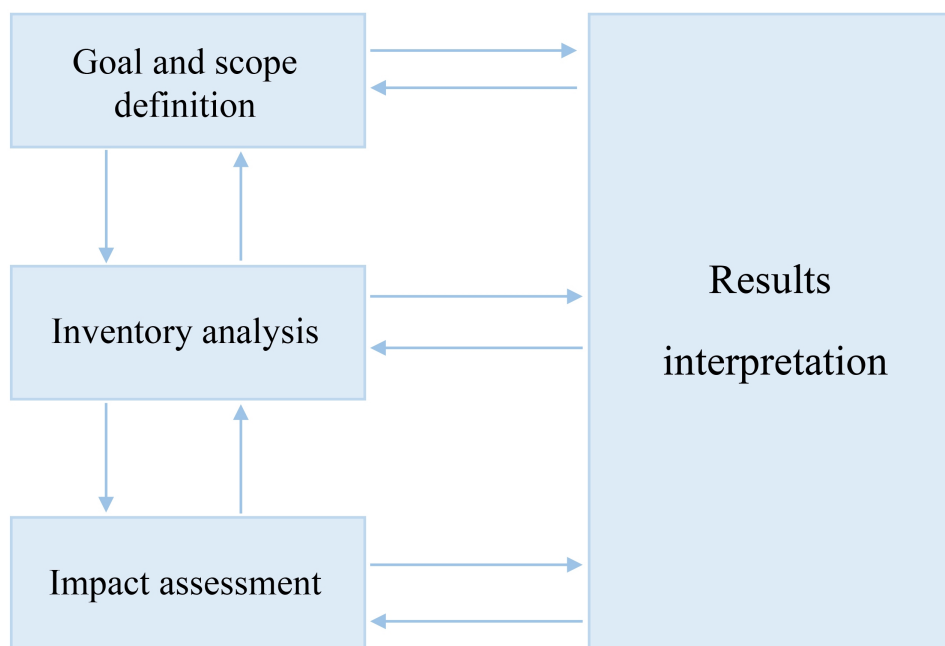 Goal and scope
definition
Inventory analysis
Impact assessment
Results
interpretation